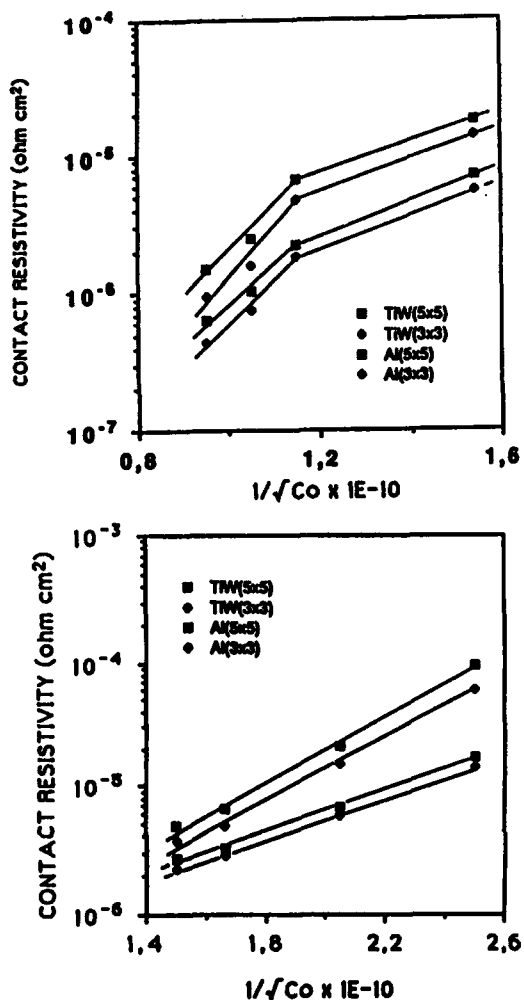 CONTACT RESISTIVITY (ohm cm²)
10⁻⁴
10⁻⁵
10⁻⁶
10⁻⁷
TiW(5x5)
TiW(3x3)
Al(5x5)
Al(3x3)
0,8
1,2
1,6
1/√Co x 1E-10
CONTACT RESISTIVITY (ohm cm²)
10⁻³
10⁻⁴
10⁻⁵
10⁻⁶
TiW(5x5)
TiW(3x3)
Al(5x5)
Al(3x3)
1,4
1,8
2,2
2,6
1/√Co x 1E-10